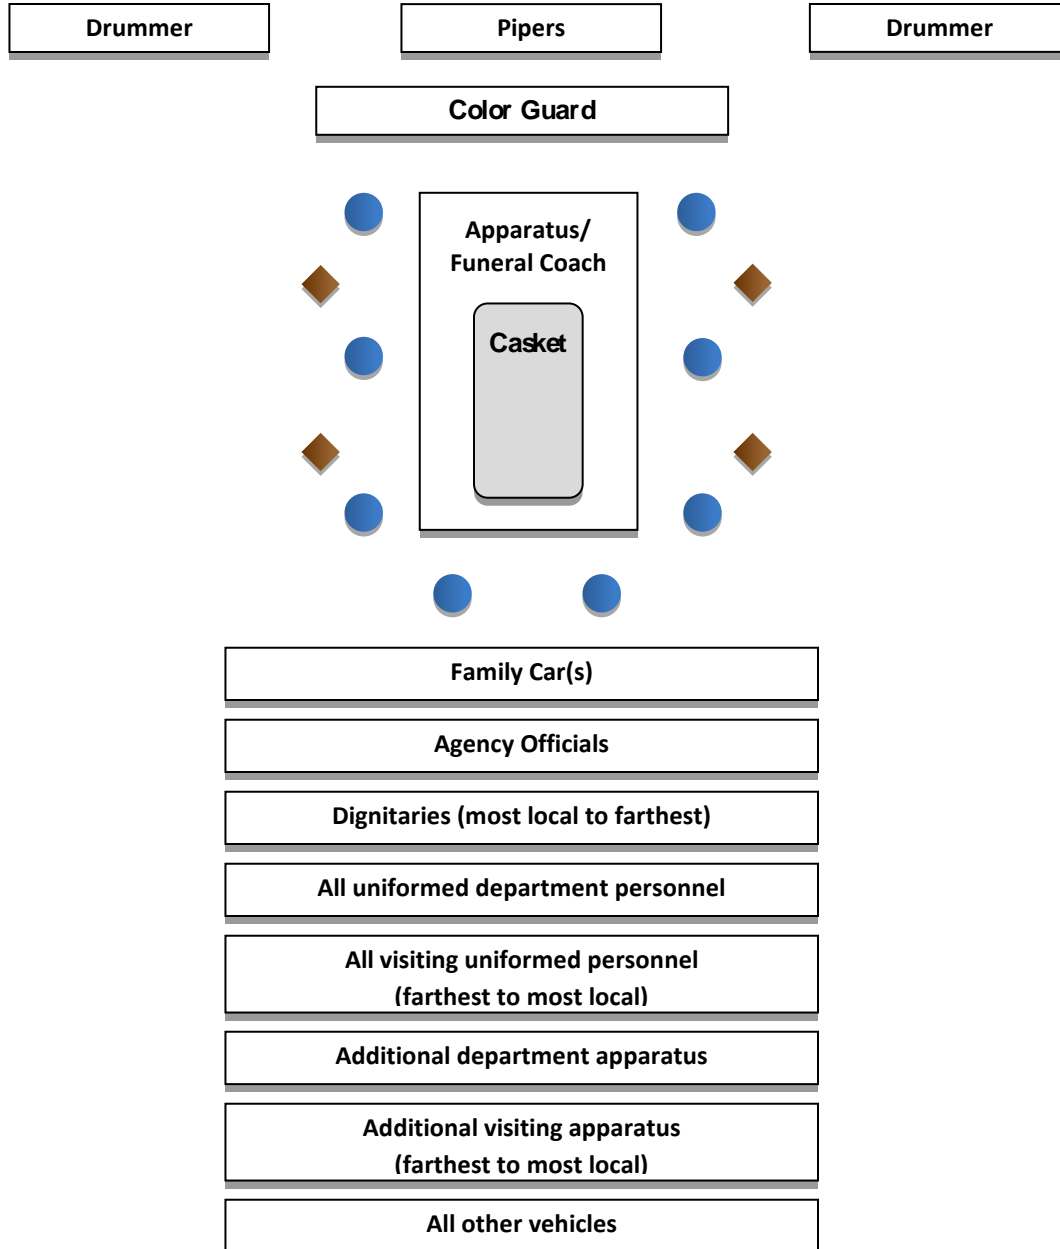 Drummer
Pipers
Drummer
Color Guard
Apparatus/
Funeral Coach
Casket
Family Car(s)
Agency Officials
Dignitaries (most local to farthest)
All uniformed department personnel
All visiting uniformed personnel
(farthest to most local)
Additional department apparatus
Additional visiting apparatus
(farthest to most local)
All other vehicles